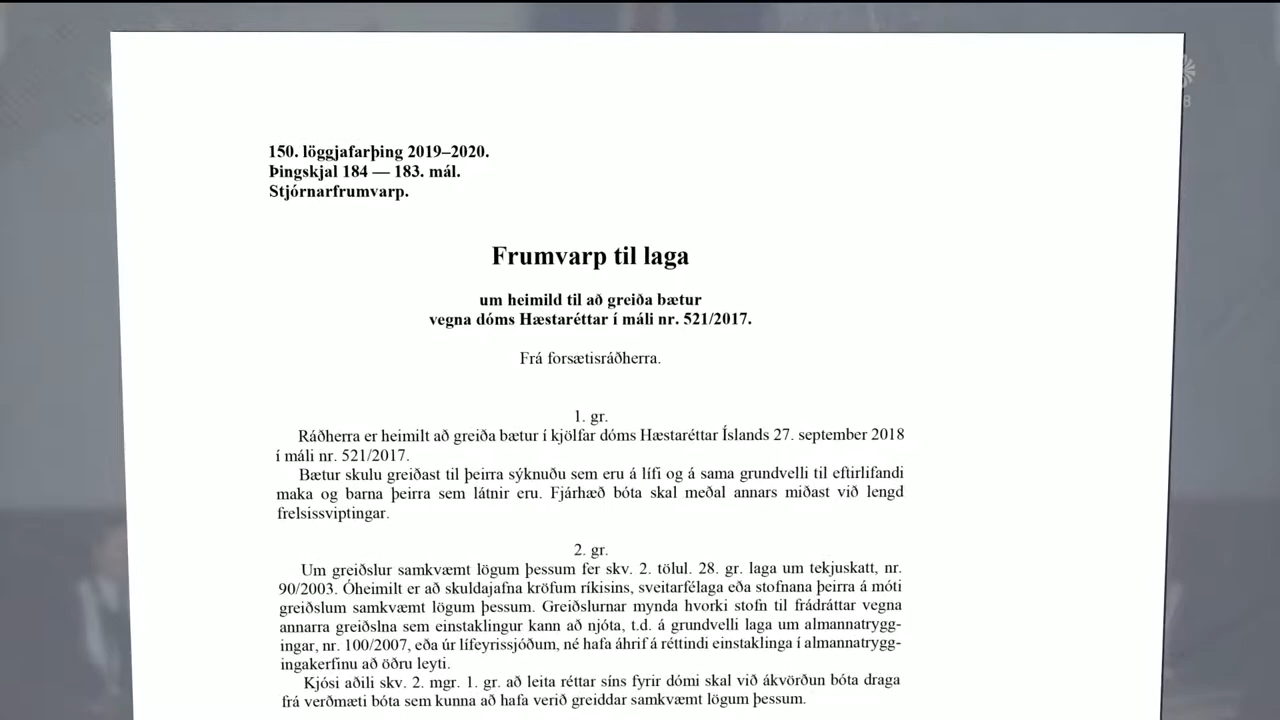 150. löggjafarþing 2019–2020.
Þingskjal 184 — 183. mál.
Stjórnarfrumvarp.
Frumvarp til laga
um heimild til að greiða bætur
vegna dóms Hæstaréttar í máli nr. 521/2017.
Frá forsætisráðherra.
1. gr.
Ráðherra er heimilt að greiða bætur í kjölfar dóms Hæstaréttar Íslands 27. september 2018
í máli nr. 521/2017.
Bætur skulu greiðast til þeirra sýknuðu sem eru á lífi og á sama grundvelli til eftirlifandi
maka og barna þeirra sem látnir eru. Fjárhæð bóta skal meðal annars miðast við lengd
frelsissviptingar.
2. gr.
Um greiðslur samkvæmt lögum þessum fer skv. 2. tölul. 28. gr. laga um tekjuskatt, nr.
90/2003. Óheimilt er að skuldajafna kröfum ríkisins, sveitarfélaga eða stofnana þeirra á móti
greiðslum samkvæmt lögum þessum. Greiðslurnar mynda hvorki stofn til frádráttar vegna
annarra greiðslna sem einstaklingur kann að njóta, t.d. á grundvelli laga um almannatrygg-
ingar, nr. 100/2007, eða úr lífeyrissjóðum, né hafa áhrif á réttindi einstaklinga í almannatrygg-
ingakerfinu að öðru leyti.
Kjósi aðili skv. 2. mgr. 1. gr. að leita réttar síns fyrir dómi skal við ákvörðun bóta draga
frá verðmæti bóta sem kunna að hafa verið greiddar samkvæmt lögum þessum.